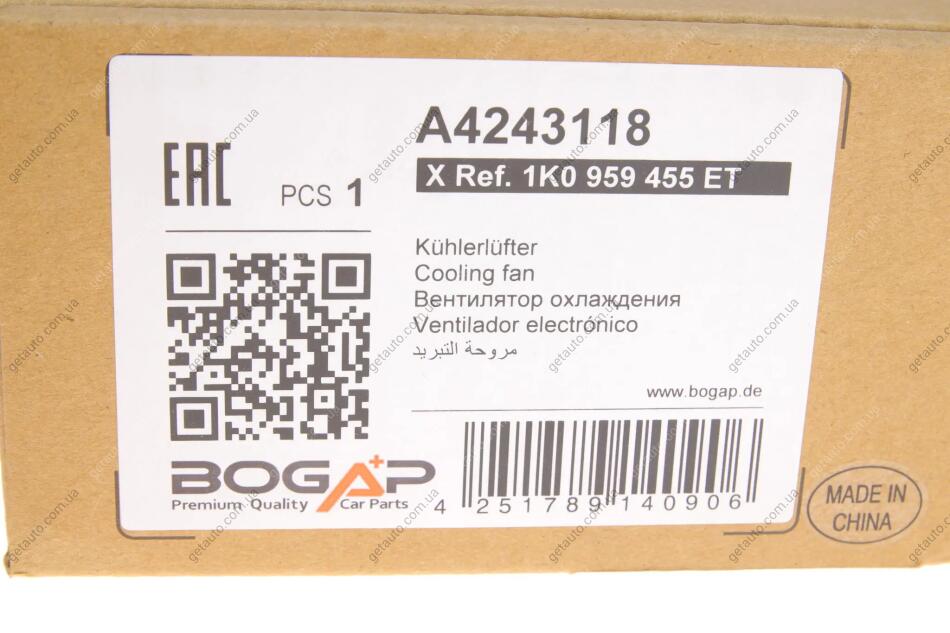 A4243118
X Ref. 1K0 959 455 ET
EAC
PCS 1
Kühlerlüfter
Cooling fan
Вентилятор охлаждения
Ventilador electrónico
مروحة التبريد
www.bogap.de
BOGAP
Premium Quality Car Parts
4 251789 140906
MADE IN
CHINA
getauto.com.ua